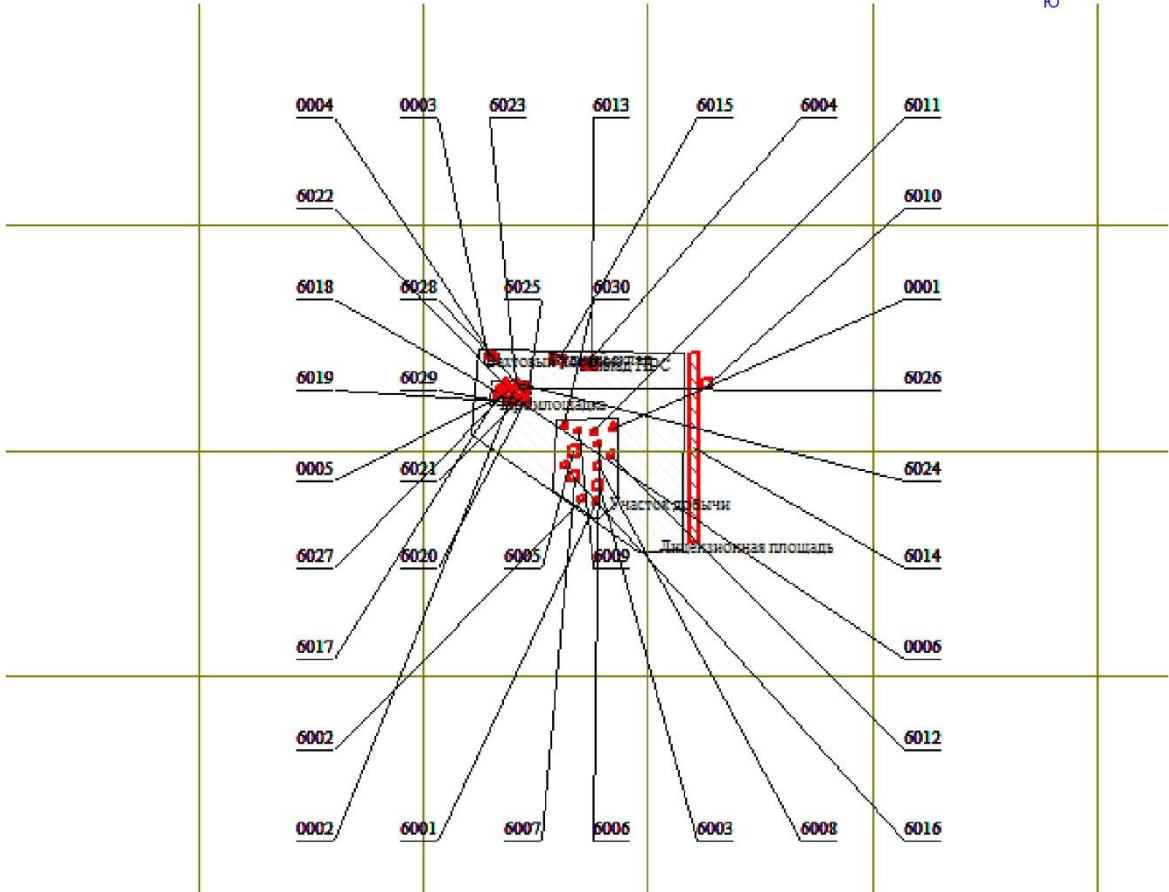 Ю
0004 0003 6023 6013 6015 6004 6011
6022 6010
6018 6028 6025 6030 0001
Склад ПРС
6019 6029 6026
Промплощадка
0005 6021 6024
Участок добычи
Лицензионная площадь
6027 6020 6005 6009 6014
6017 0006
6002 6012
0002 6001 6007 6006 6003 6008 6016